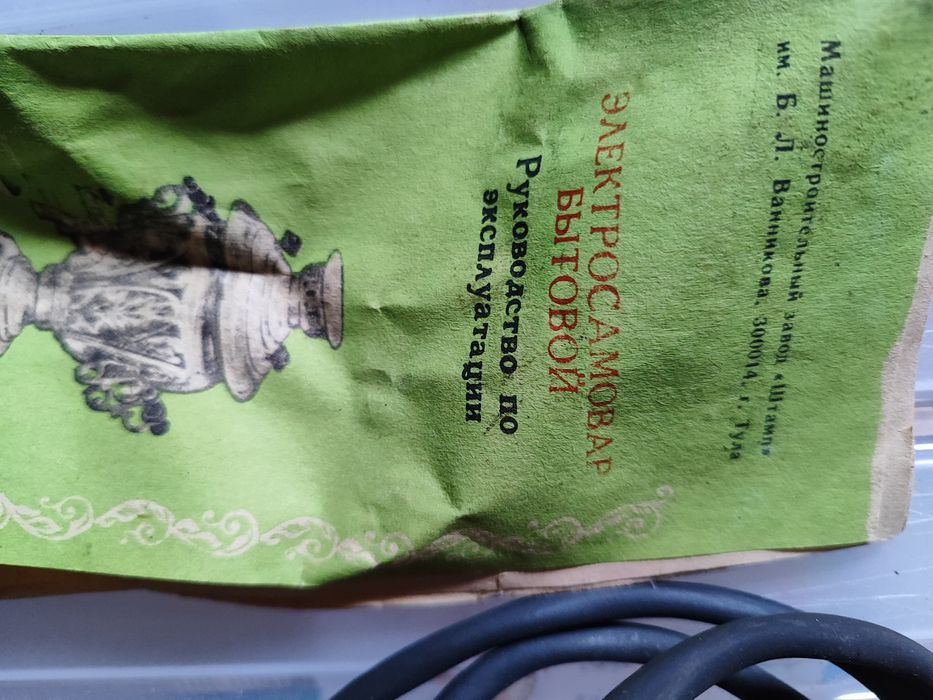 Машиностроительный завод «Штамп»
им. Б. Л. Ванникова, 300014, г. Тула
ЭЛЕКТРОСАМОВАР
БЫТОВОЙ
Руководство по
эксплуатации